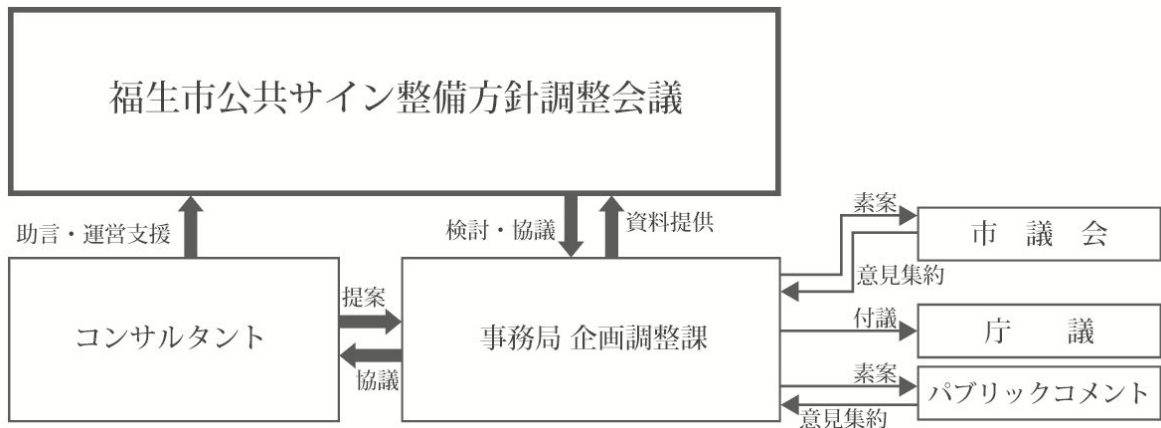 福生市公共サイン整備方針調整会議
助言・運営支援
検討・協議
資料提供
素案
市 議 会
意見集約
コンサルタント
提案
協議
事務局 企画調整課
付議
庁 議
素案
パブリックコメント
意見集約